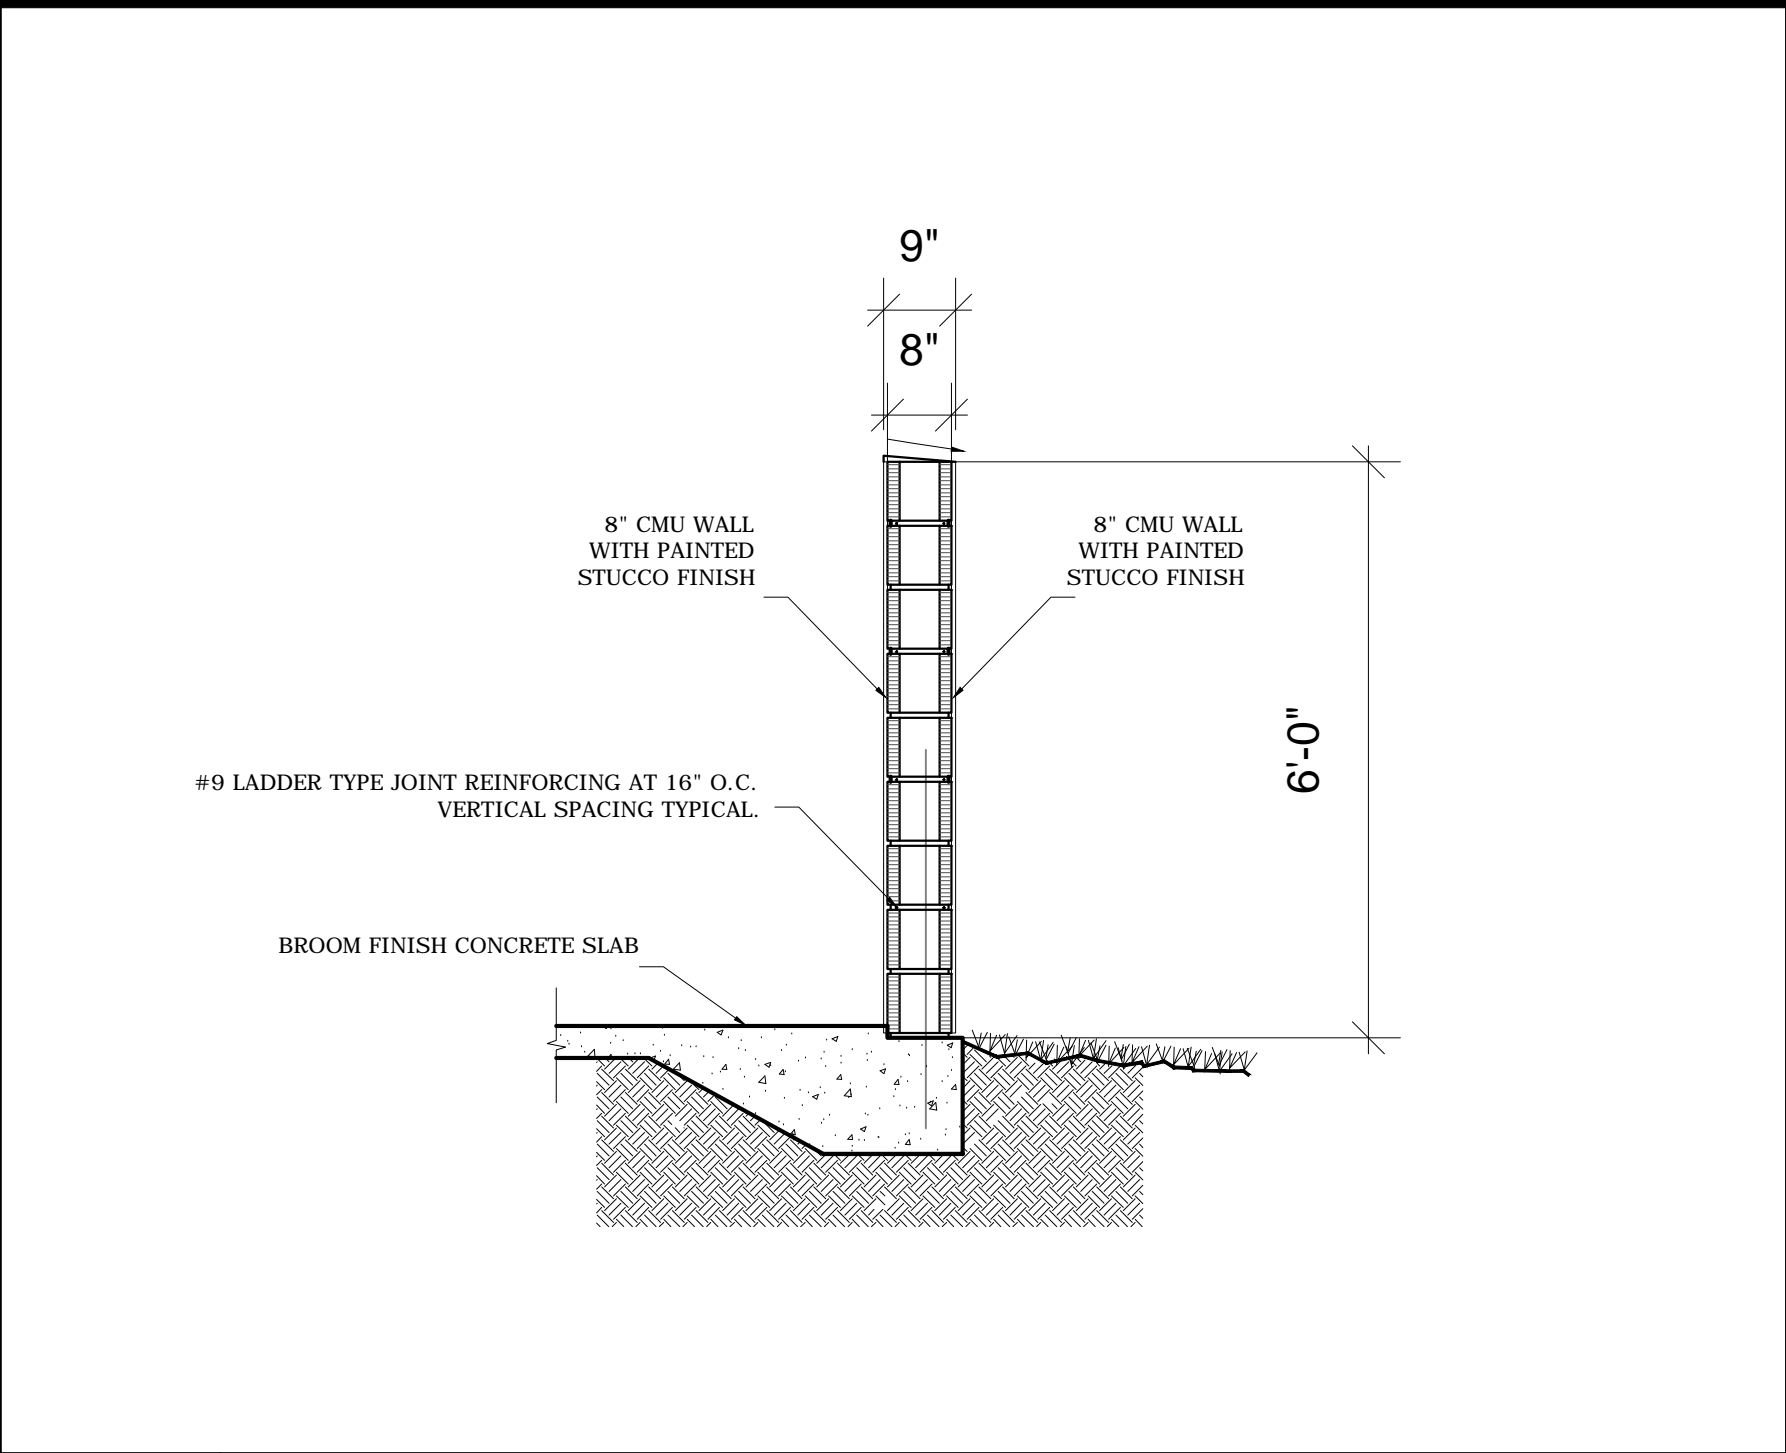 9"
8"
8" CMU WALL
WITH PAINTED
STUCCO FINISH
8" CMU WALL
WITH PAINTED
STUCCO FINISH
6'-0"
#9 LADDER TYPE JOINT REINFORCING AT 16" O.C.
VERTICAL SPACING TYPICAL.
BROOM FINISH CONCRETE SLAB